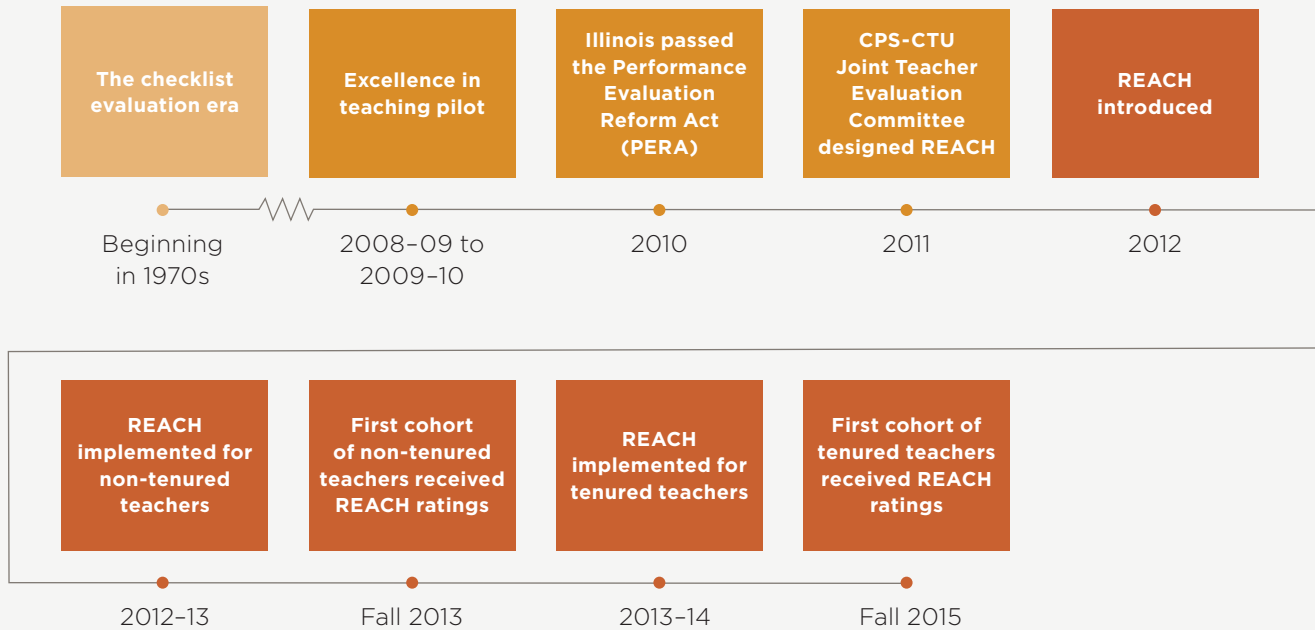 The checklist
evaluation era
Excellence in
teaching pilot
Illinois passed
the Performance
Evaluation
Reform Act
(PERA)
CPS-CTU
Joint Teacher
Evaluation
Committee
designed REACH
REACH
introduced
Beginning
in 1970s
2008–09 to
2009–10
2010
2011
2012
REACH
implemented for
non-tenured
teachers
First cohort
of non-tenured
teachers received
REACH ratings
REACH
implemented for
tenured teachers
First cohort of
tenured teachers
received REACH
ratings
2012–13
Fall 2013
2013–14
Fall 2015